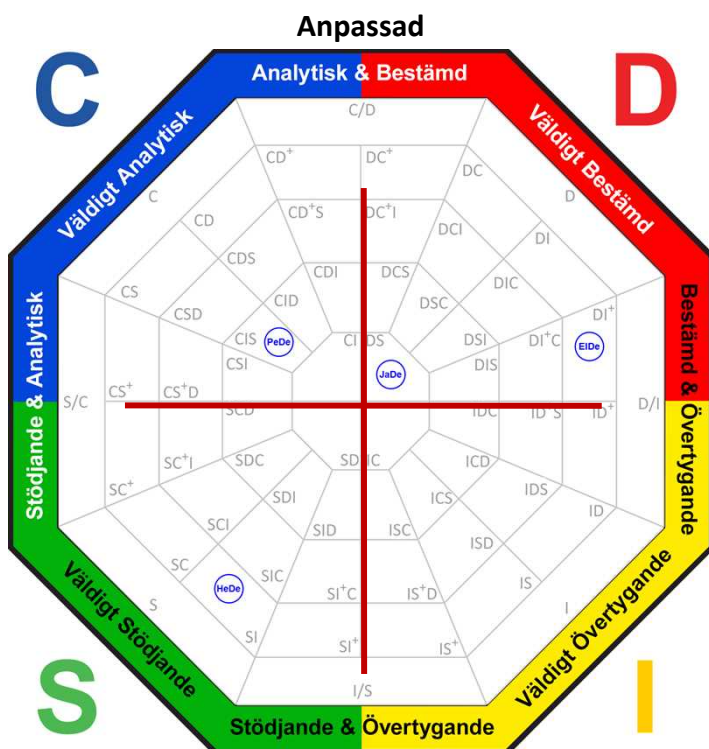 Anpassad
C
D
Analytisk & Bestämd
Väldigt Analytisk
Väldigt Bestämd
C/D
CD+
DC+
C
DC
D
CD
CD+S
DC+I
DCI
DI
CDS
CDI
DCS
DIC
CS
CID
DSC
DI+
CSD
CIS
PeDe
CI
DS
DSI
DI+C
ElDe
CSI
JaDe
DIS
Stödjande & Analytisk
Bestämd & Övertygande
S/C
CS+
CS+D
SCD
IDC
ID+S
ID+
D/I
SC+
SC+I
SDC
SD
IC
ICD
IDS
ID
SDI
ICS
SCI
SID
ISC
ISD
SC
SIC
IS
HeDe
SI+C
IS+D
S
SI
SI+
IS+
I
I/S
Väldigt Stödjande
Väldigt Övertygande
Stödjande & Övertygande
S
I